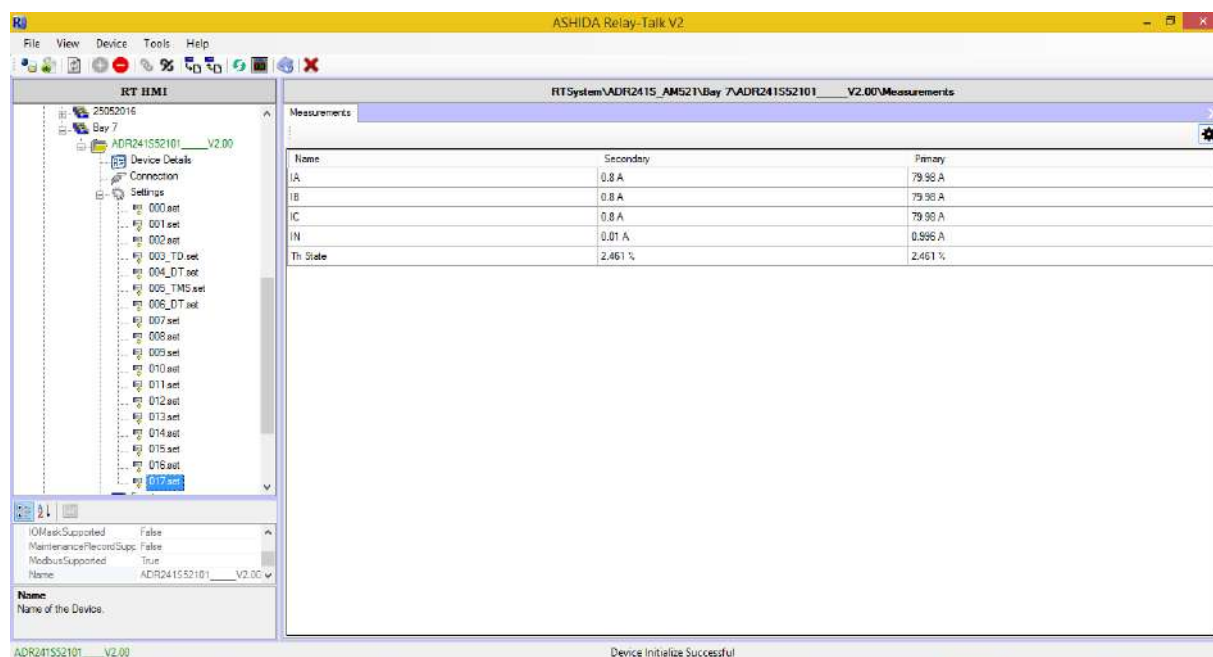 ASHIDA Relay-Talk V2
File View Device Tools Help
RT HMI
RTSystem\ADR241S_AM521\Bay 7\ADR241S52101_____V2.00\Measurements
25052016
Bay 7
ADR241S52101_____V2.00
Device Details
Connection
Settings
000.set
001.set
002.set
003_TD.set
004_DT.set
005_TMS.set
006_DT.set
007.set
008.set
009.set
010.set
011.set
012.set
013.set
014.set
015.set
016.set
017.set
Measurements
Name Secondary Primary
IA 0.8 A 79.98 A
IB 0.8 A 79.98 A
IC 0.8 A 79.98 A
IN 0.01 A 0.996 A
Th State 2.461 % 2.461 %
IOMaskSupported False
MaintenanceRecordSupp False
ModbusSupported True
Name ADR241S52101_____V2.00
Name
Name of the Device.
ADR241S52101_____V2.00 Device Initialize Successful